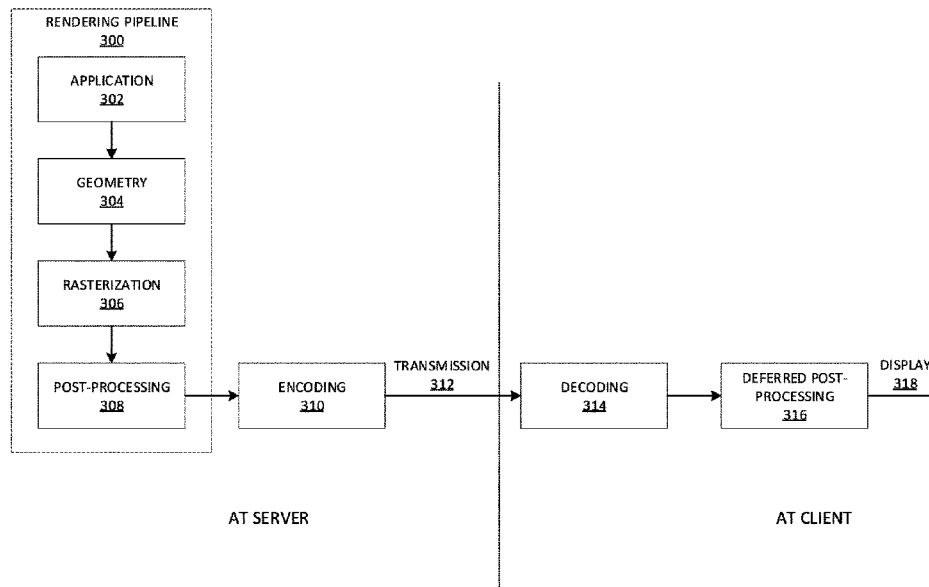 RENDERING PIPELINE
300
APPLICATION
302
GEOMETRY
304
RASTERIZATION
306
POST-PROCESSING
308
ENCODING
310
TRANSMISSION
312
DECODING
314
DEFERRED POST-
PROCESSING
316
DISPLAY
318
AT SERVER
AT CLIENT